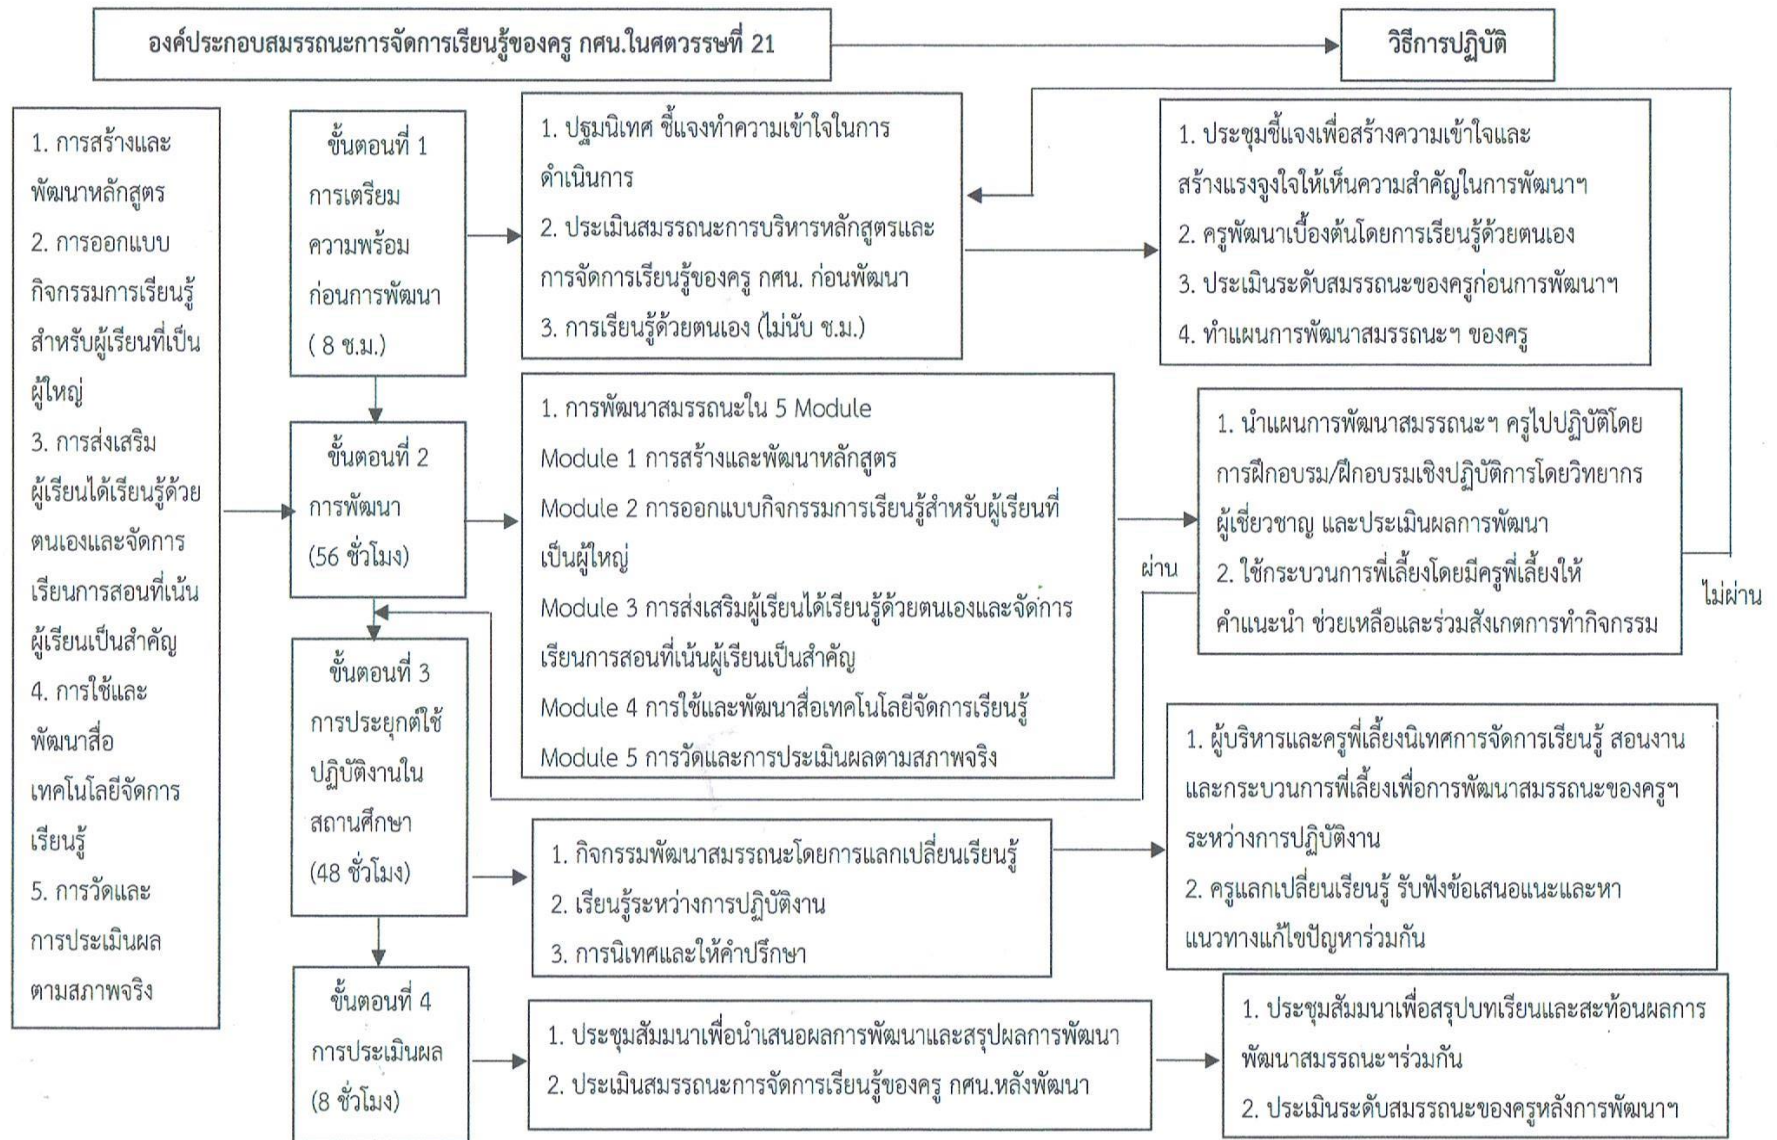 องค์ประกอบสมรรถนะการจัดการเรียนรู้ของครู กศน.ในศตวรรษที่ 21
วิธีการปฏิบัติ
1. การสร้างและ
พัฒนาหลักสูตร
2. การออกแบบ
กิจกรรมการเรียนรู้
สำหรับผู้เรียนที่เป็น
ผู้ใหญ่
3. การส่งเสริม
ผู้เรียนได้เรียนรู้ด้วย
ตนเองและจัดการ
เรียนการสอนที่เน้น
ผู้เรียนเป็นสำคัญ
4. การใช้และ
พัฒนาสื่อ
เทคโนโลยีจัดการ
เรียนรู้
5. การวัดและ
การประเมินผล
ตามสภาพจริง
ขั้นตอนที่ 1
การเตรียม
ความพร้อม
ก่อนการพัฒนา
( 8 ช.ม.)
1. ปฐมนิเทศ ชี้แจงทำความเข้าใจในการ
ดำเนินการ
2. ประเมินสมรรถนะการบริหารหลักสูตรและ
การจัดการเรียนรู้ของครู กศน. ก่อนพัฒนา
3. การเรียนรู้ด้วยตนเอง (ไม่นับ ช.ม.)
1. ประชุมชี้แจงเพื่อสร้างความเข้าใจและ
สร้างแรงจูงใจให้เห็นความสำคัญในการพัฒนาฯ
2. ครูพัฒนาเบื้องต้นโดยการเรียนรู้ด้วยตนเอง
3. ประเมินระดับสมรรถนะของครูก่อนการพัฒนาฯ
4. ทำแผนการพัฒนาสมรรถนะฯ ของครู
ขั้นตอนที่ 2
การพัฒนา
(56 ชั่วโมง)
1. การพัฒนาสมรรถนะใน 5 Module
Module 1 การสร้างและพัฒนาหลักสูตร
Module 2 การออกแบบกิจกรรมการเรียนรู้สำหรับผู้เรียนที่
เป็นผู้ใหญ่
Module 3 การส่งเสริมผู้เรียนได้เรียนรู้ด้วยตนเองและจัดการ
เรียนการสอนที่เน้นผู้เรียนเป็นสำคัญ
Module 4 การใช้และพัฒนาสื่อเทคโนโลยีจัดการเรียนรู้
Module 5 การวัดและการประเมินผลตามสภาพจริง
1. นำแผนการพัฒนาสมรรถนะฯ ครูไปปฏิบัติโดย
การฝึกอบรม/ฝึกอบรมเชิงปฏิบัติการโดยวิทยากร
ผู้เชี่ยวชาญ และประเมินผลการพัฒนา
2. ใช้กระบวนการพี่เลี้ยงโดยมีครูพี่เลี้ยงให้
คำแนะนำ ช่วยเหลือและร่วมสังเกตการทำกิจกรรม
ผ่าน
ไม่ผ่าน
ขั้นตอนที่ 3
การประยุกต์ใช้
ปฏิบัติงานใน
สถานศึกษา
(48 ชั่วโมง)
1. กิจกรรมพัฒนาสมรรถนะโดยการแลกเปลี่ยนเรียนรู้
2. เรียนรู้ระหว่างการปฏิบัติงาน
3. การนิเทศและให้คำปรึกษา
1. ผู้บริหารและครูพี่เลี้ยงนิเทศการจัดการเรียนรู้ สอนงาน
และกระบวนการพี่เลี้ยงเพื่อการพัฒนาสมรรถนะของครูฯ
ระหว่างการปฏิบัติงาน
2. ครูแลกเปลี่ยนเรียนรู้ รับฟังข้อเสนอแนะและหา
แนวทางแก้ไขปัญหาร่วมกัน
ขั้นตอนที่ 4
การประเมินผล
(8 ชั่วโมง)
1. ประชุมสัมมนาเพื่อนำเสนอผลการพัฒนาและสรุปผลการพัฒนา
2. ประเมินสมรรถนะการจัดการเรียนรู้ของครู กศน.หลังพัฒนา
1. ประชุมสัมมนาเพื่อสรุปบทเรียนและสะท้อนผลการ
พัฒนาสมรรถนะฯร่วมกัน
2. ประเมินระดับสมรรถนะของครูหลังการพัฒนาฯ